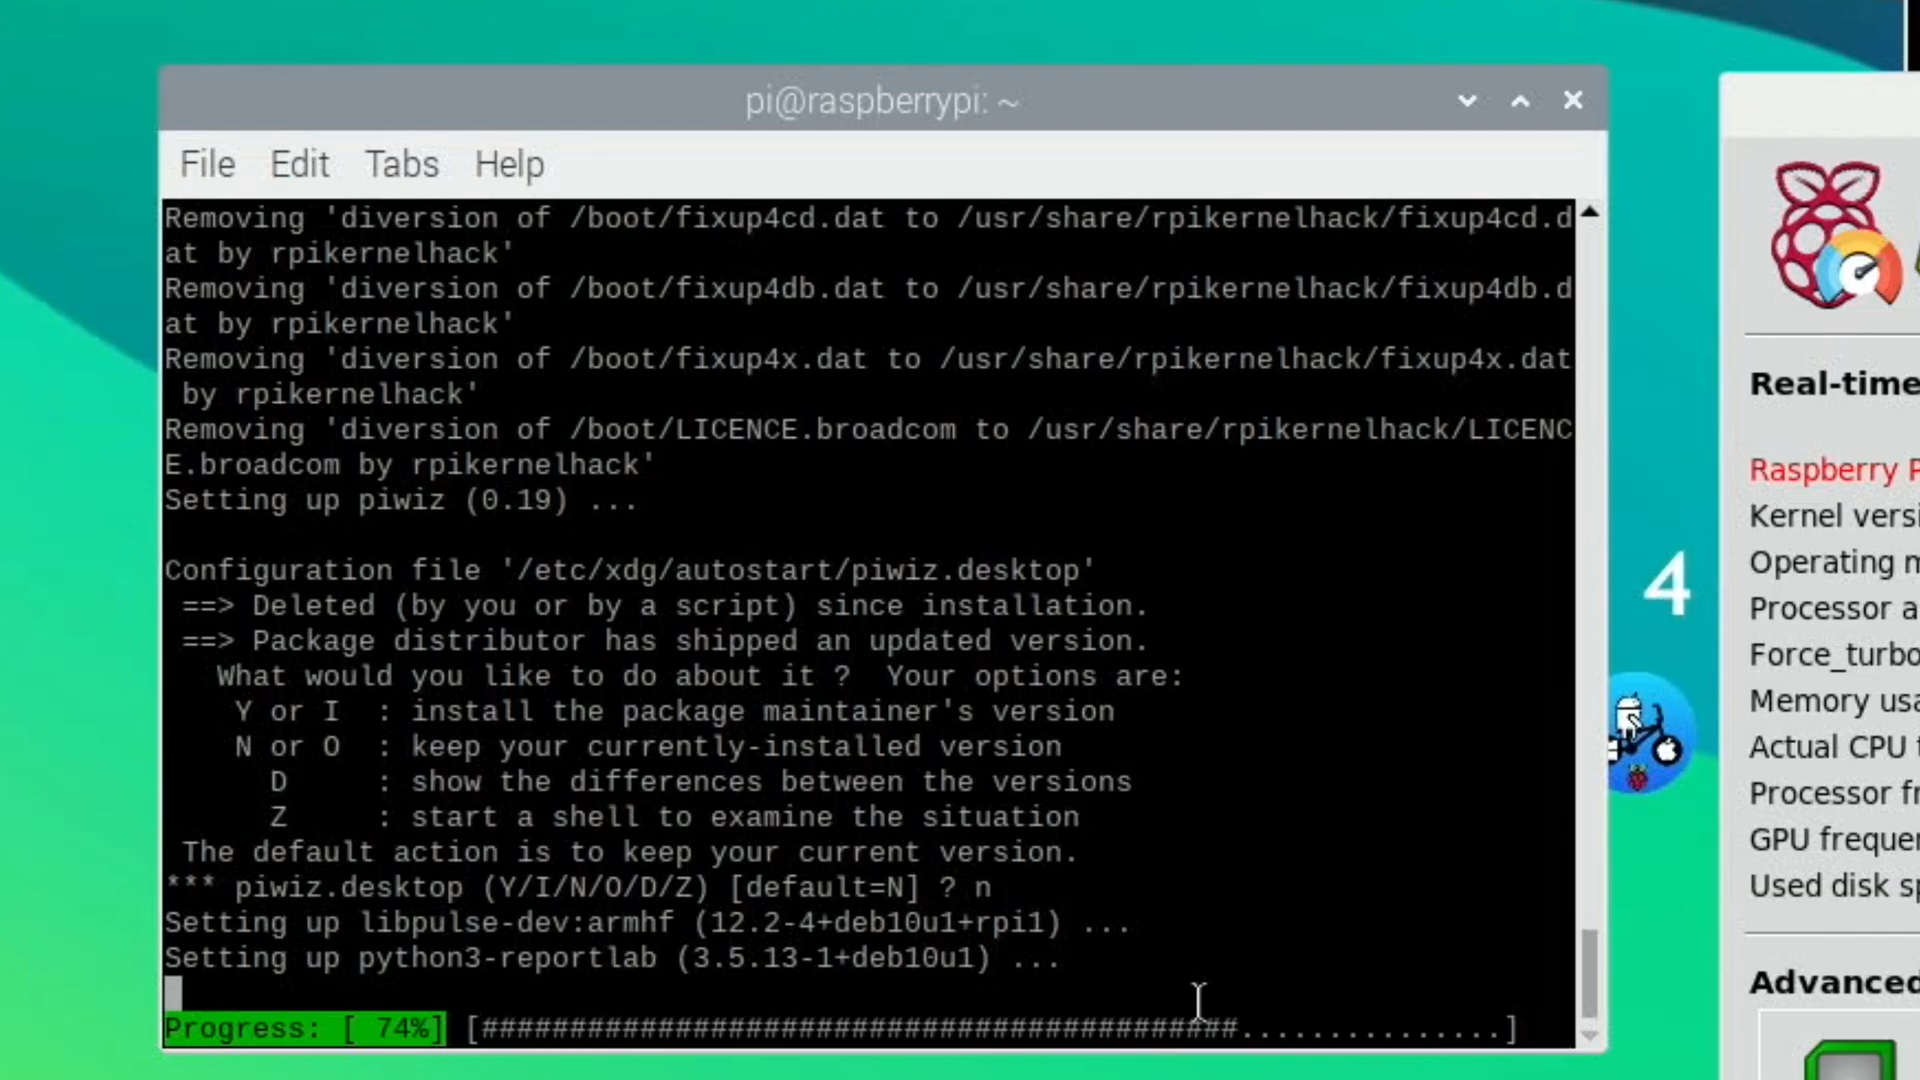 pi@raspberrypi: ~
File Edit Tabs Help
Removing 'diversion of /boot/fixup4cd.dat to /usr/share/rpikernelhack/fixup4cd.d
at by rpikernelhack'
Removing 'diversion of /boot/fixup4db.dat to /usr/share/rpikernelhack/fixup4db.d
at by rpikernelhack'
Removing 'diversion of /boot/fixup4x.dat to /usr/share/rpikernelhack/fixup4x.dat
 by rpikernelhack'
Removing 'diversion of /boot/LICENCE.broadcom to /usr/share/rpikernelhack/LICENC
E.broadcom by rpikernelhack'
Setting up piwiz (0.19) ...
Configuration file '/etc/xdg/autostart/piwiz.desktop'
 ==> Deleted (by you or by a script) since installation.
 ==> Package distributor has shipped an updated version.
   What would you like to do about it ?  Your options are:
    Y or I  : install the package maintainer's version
    N or O  : keep your currently-installed version
      D     : show the differences between the versions
      Z     : start a shell to examine the situation
 The default action is to keep your current version.
*** piwiz.desktop (Y/I/N/O/D/Z) [default=N] ? n
Setting up libpulse-dev:armhf (12.2-4+deb10u1+rpi1) ...
Setting up python3-reportlab (3.5.13-1+deb10u1) ...
Progress: [ 74%] [###########################################...............]
4
Real-time
Raspberry P
Kernel versi
Operating m
Processor a
Force_turbo
Memory usa
Actual CPU t
Processor fr
GPU frequen
Used disk sp
Advanced